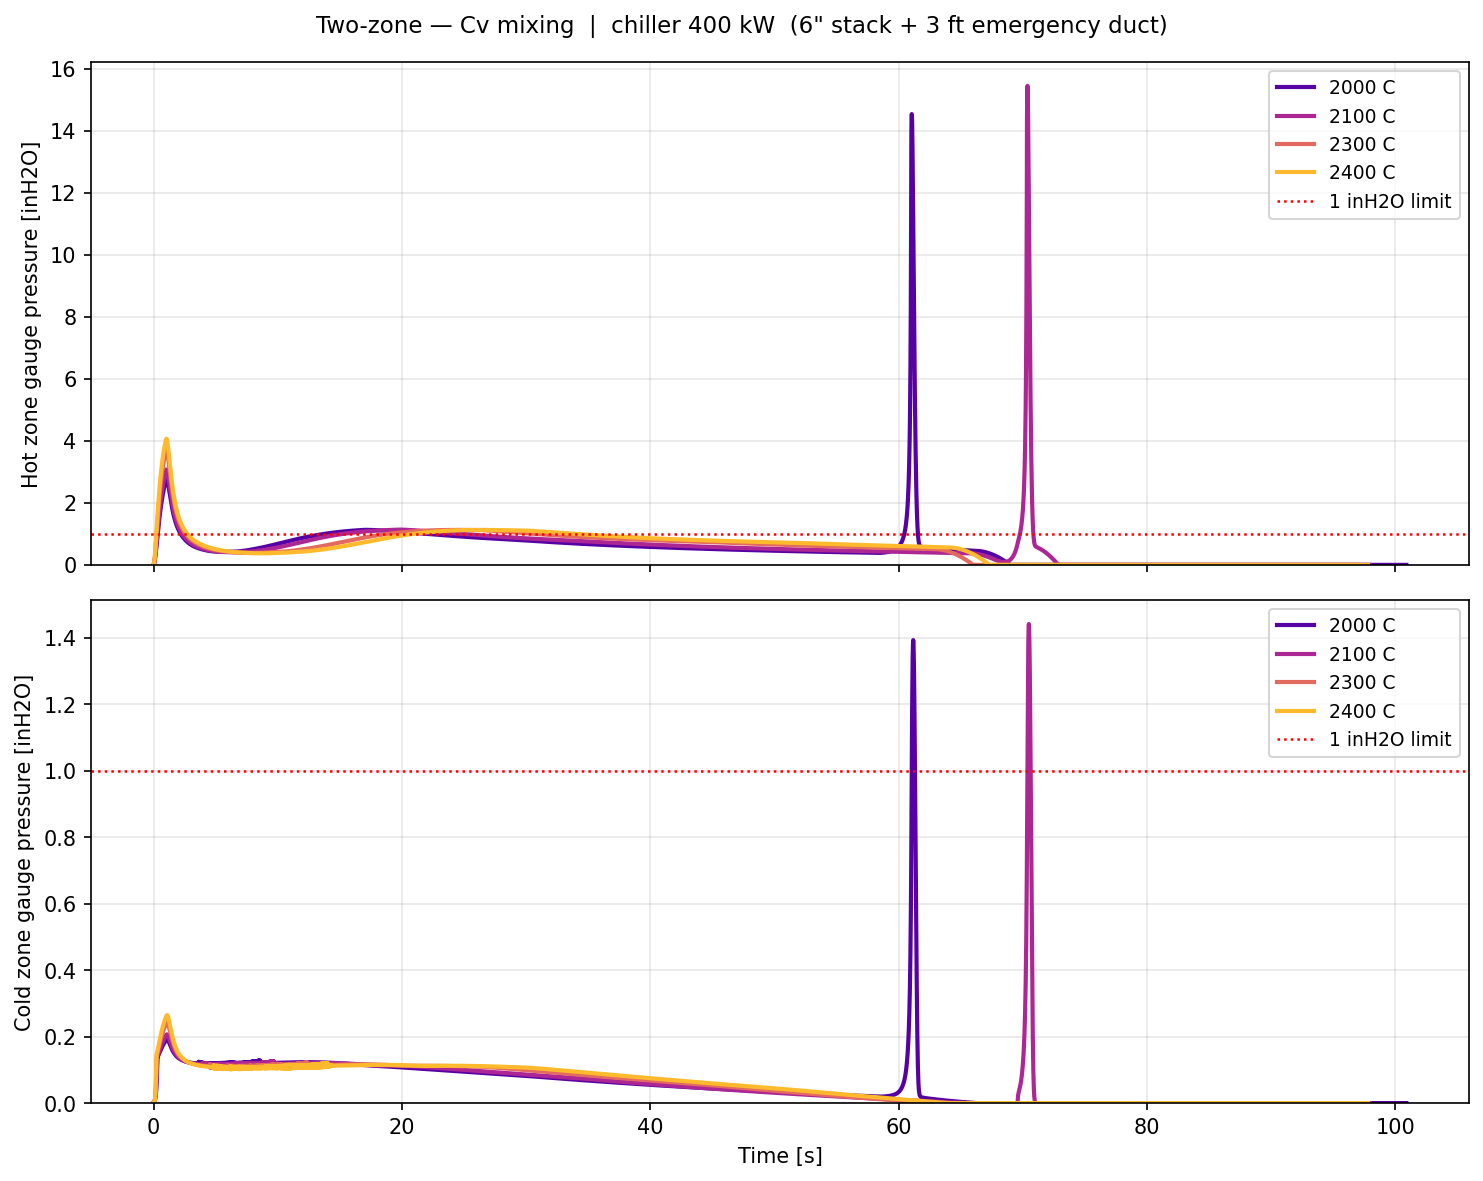 Two-zone — Cv mixing | chiller 400 kW (6" stack + 3 ft emergency duct)
Hot zone gauge pressure [inH2O]
16
14
12
10
8
6
4
2
0
2000 C
2100 C
2300 C
2400 C
1 inH2O limit
Cold zone gauge pressure [inH2O]
1.4
1.2
1.0
0.8
0.6
0.4
0.2
0.0
2000 C
2100 C
2300 C
2400 C
1 inH2O limit
0 20 40 60 80 100
Time [s]